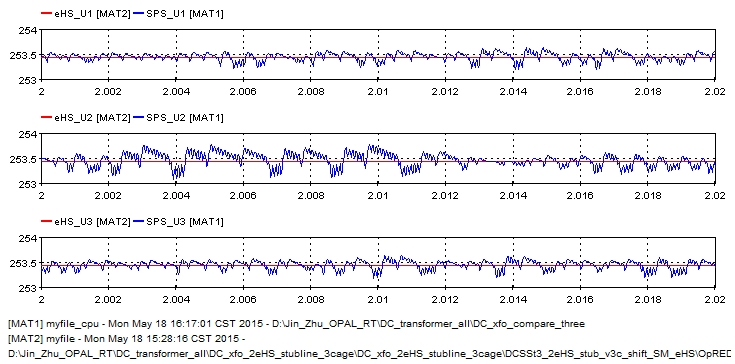 eHS_U1 [MAT2] SPS_U1 [MAT1]
254
253.5
253
2 2.002 2.004 2.006 2.008 2.01 2.012 2.014 2.016 2.018 2.02
eHS_U2 [MAT2] SPS_U2 [MAT1]
254
253.5
253
2 2.002 2.004 2.006 2.008 2.01 2.012 2.014 2.016 2.018 2.02
eHS_U3 [MAT2] SPS_U3 [MAT1]
254
253.5
253
2 2.002 2.004 2.006 2.008 2.01 2.012 2.014 2.016 2.018 2.02
[MAT1] myfile_cpu - Mon May 18 16:17:01 CST 2015 - D:\Jin_Zhu_OPAL_RT\DC_transformer_all\DC_xfo_compare_three
[MAT2] myfile - Mon May 18 15:28:16 CST 2015 -
D:\Jin_Zhu_OPAL_RT\DC_transformer_all\DC_xfo_2eHS_stubline_3cage\DC_xfo_2eHS_stubline_3cage\DCSSt3_2eHS_stub_v3c_shift_SM_eHS\OpRED